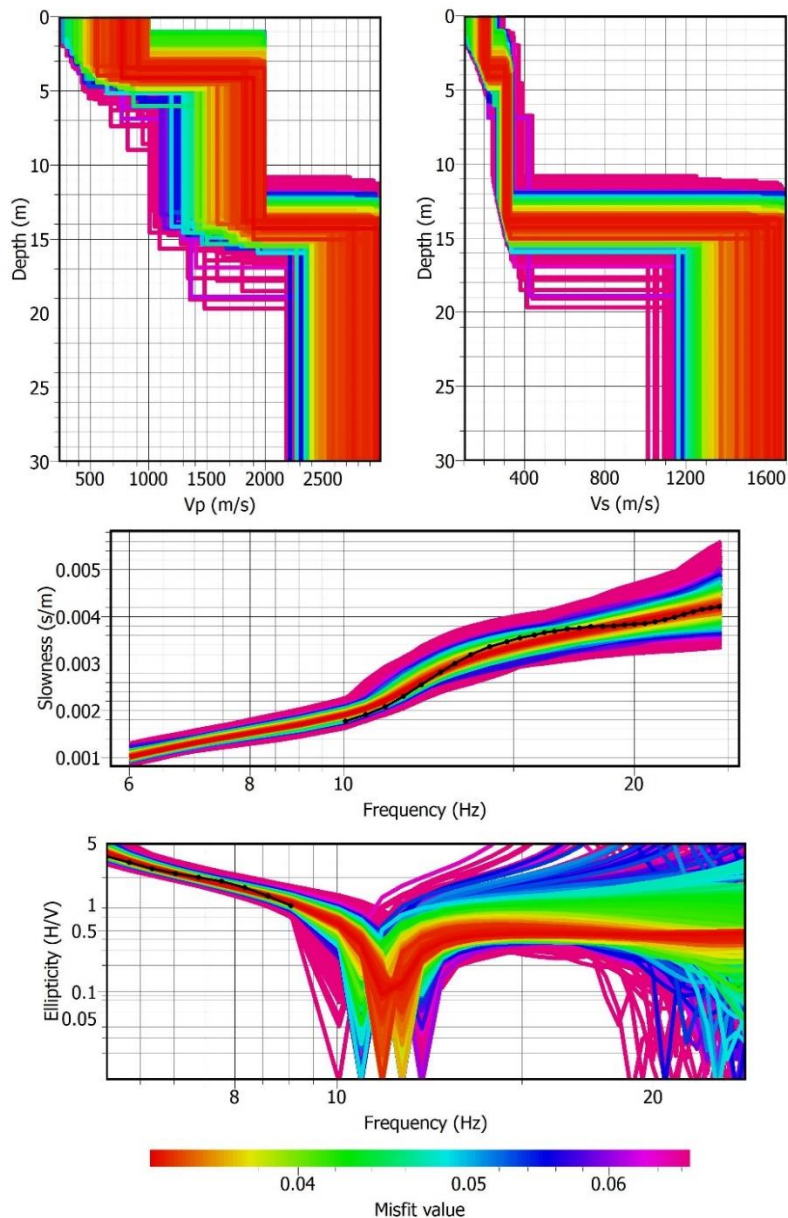 0
5
10
15
20
25
30
Depth (m)
500 1000 1500 2000 2500
Vp (m/s)
0
5
10
15
20
25
30
Depth (m)
400 800 1200 1600
Vs (m/s)
0.005
0.004
0.003
0.002
0.001
Slowness (s/m)
6 8 10 20
Frequency (Hz)
5
1
0.5
0.1
0.05
Ellipticity (H/V)
8 10 20
Frequency (Hz)
0.04 0.05 0.06
Misfit value